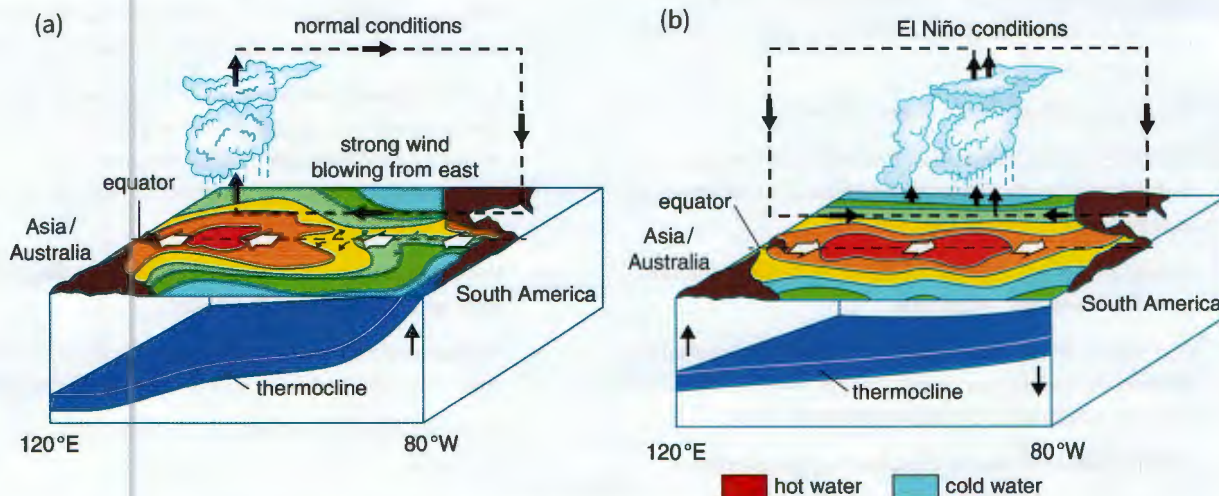 (a)
normal conditions
strong wind
blowing from east
equator
Asia/
Australia
South America
thermocline
120°E
80°W
(b)
El Niño conditions
equator
Asia/
Australia
South America
thermocline
120°E
80°W
hot water
cold water